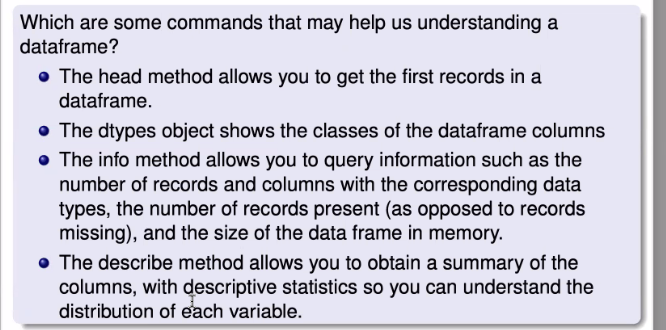 Which are some commands that may help us understanding a
dataframe?
The head method allows you to get the first records in a
dataframe.
The dtypes object shows the classes of the dataframe columns
The info method allows you to query information such as the
number of records and columns with the corresponding data
types, the number of records present (as opposed to records
missing), and the size of the data frame in memory.
The describe method allows you to obtain a summary of the
columns, with descriptive statistics so you can understand the
distribution of each variable.